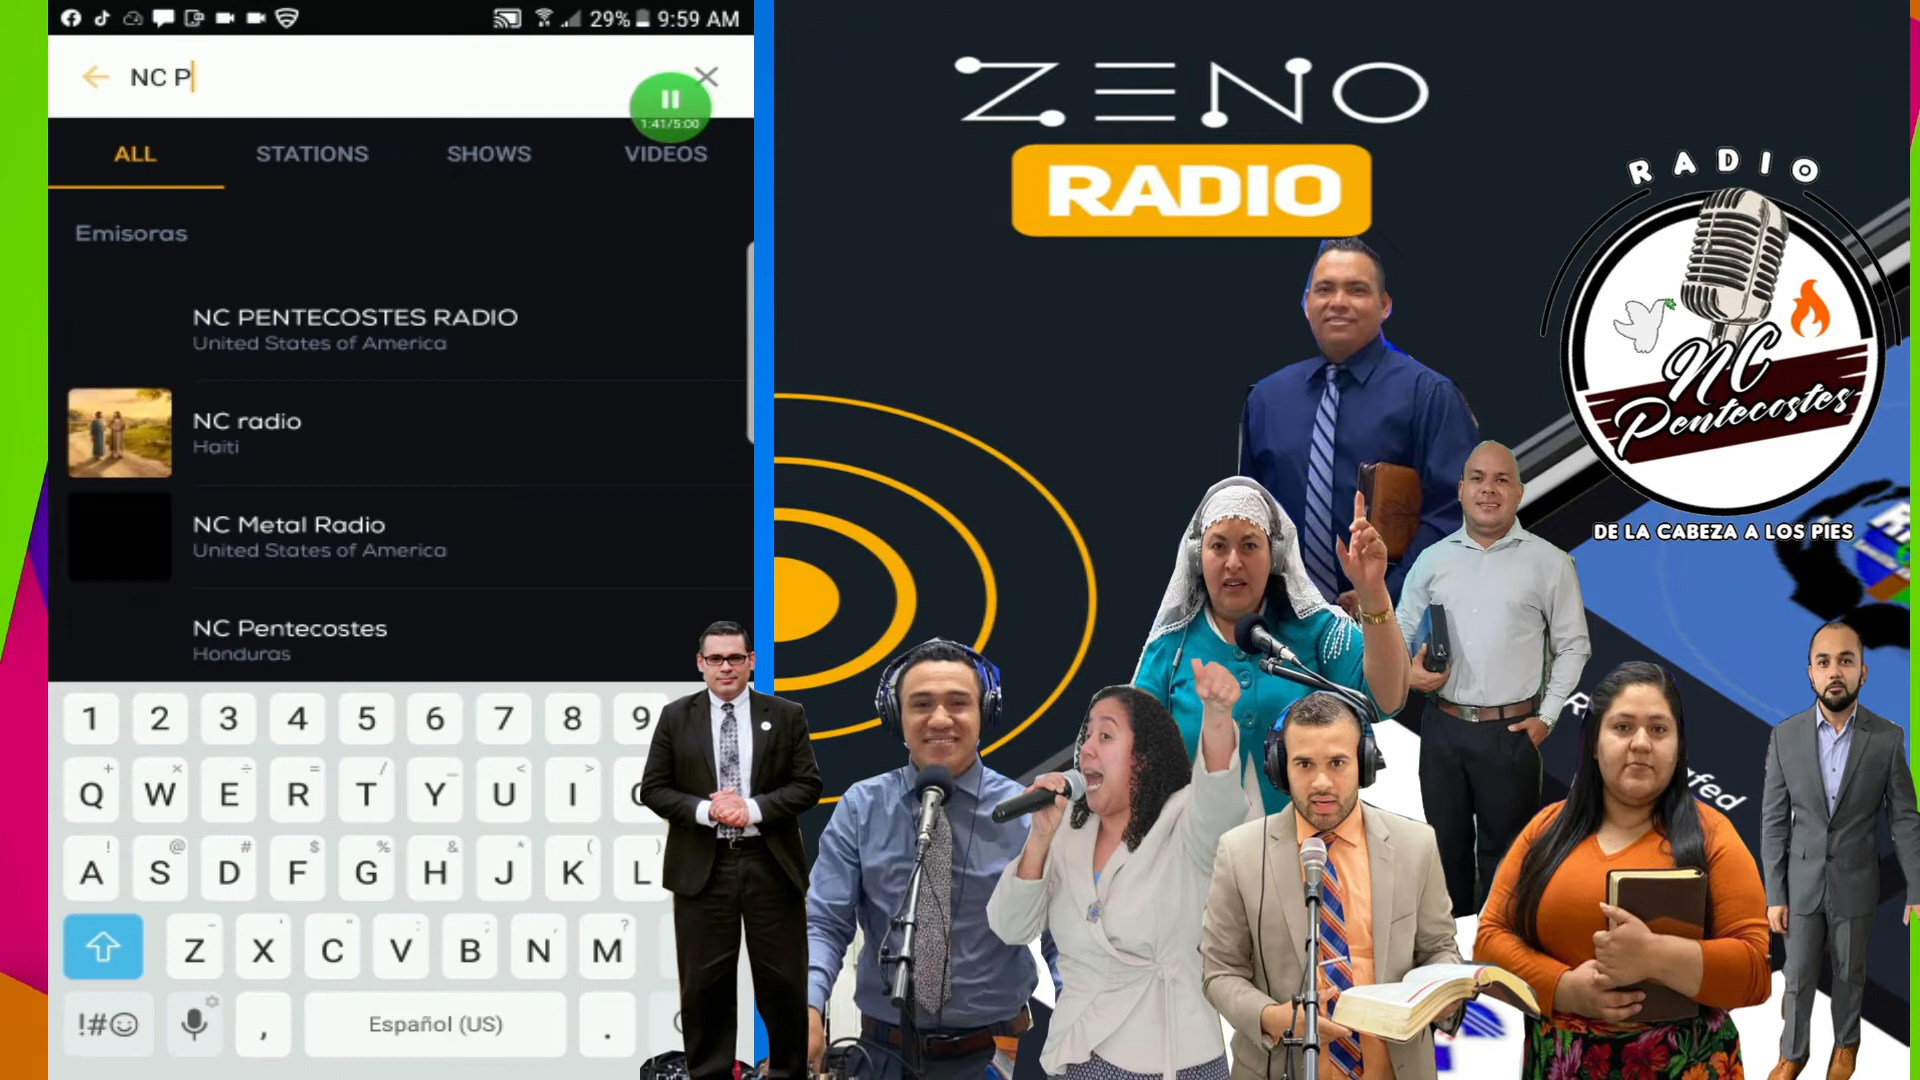 29% 9:59 AM
NC P
1:41/5:00
ALL STATIONS SHOWS VIDEOS
Emisoras
NC PENTECOSTES RADIO
United States of America
NC radio
Haiti
NC Metal Radio
United States of America
NC Pentecostes
Honduras
1 2 3 4 5 6 7 8 9
Q W E R T Y U I
A S D F G H J K L
Z X C V B N M
!#☺ , Español (US) .
ZENO
RADIO
RADIO
NC
Pentecostes
DE LA CABEZA A LOS PIES